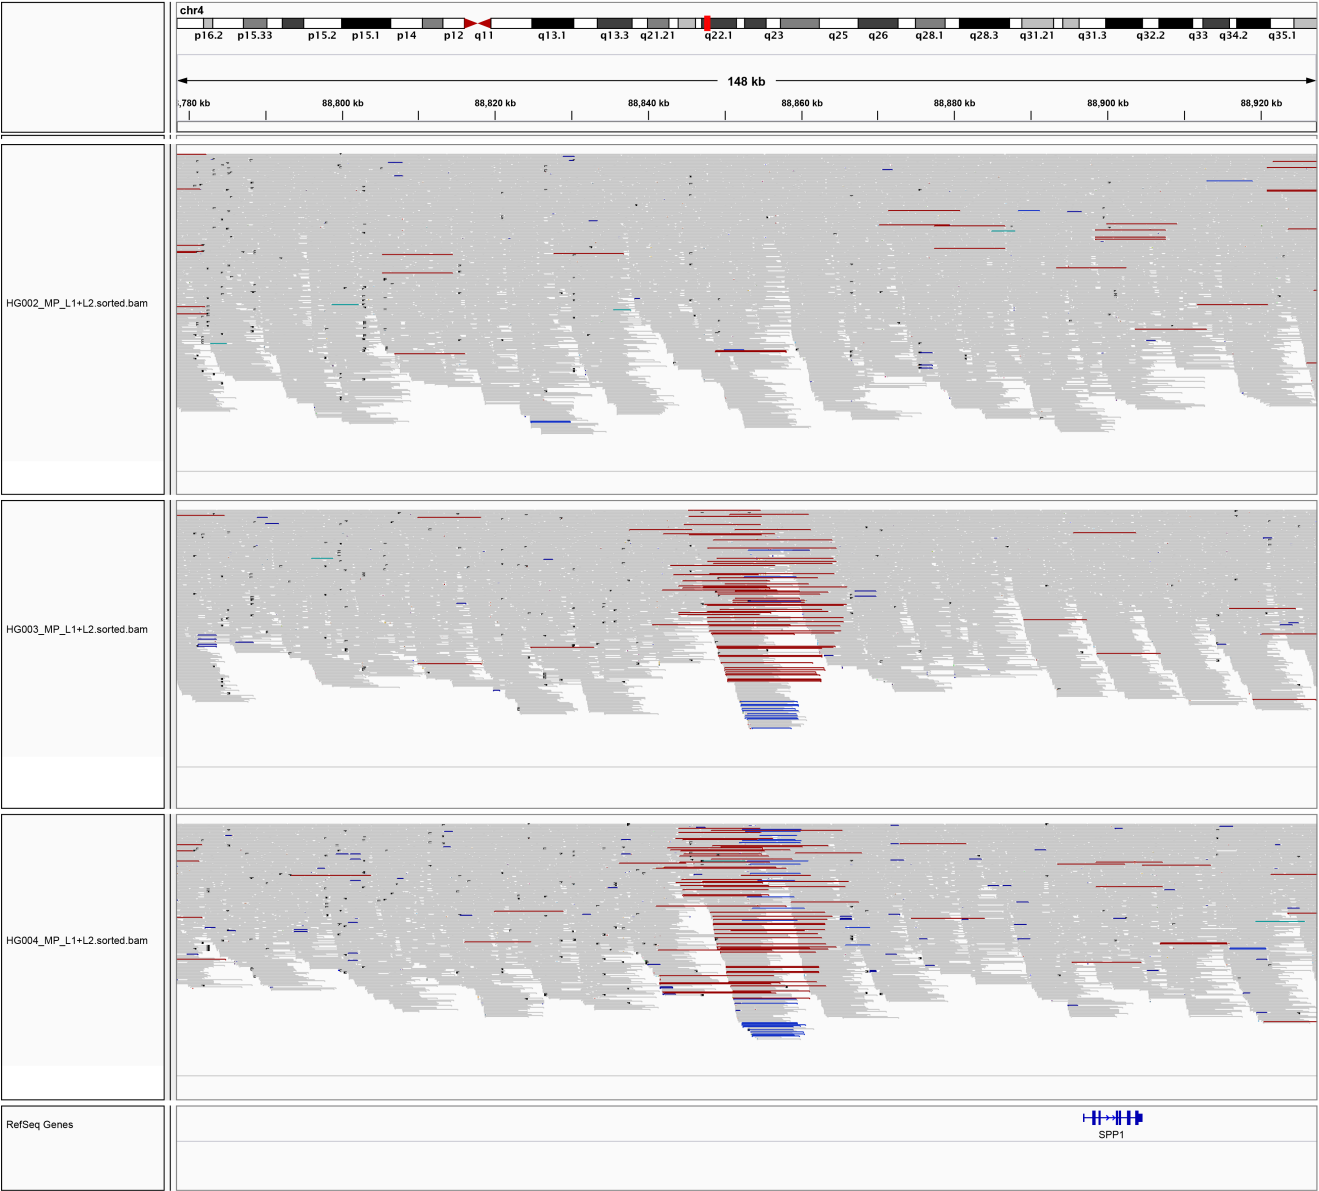 chr4
p16.2 p15.33 p15.2 p15.1 p14 p12 q11 q13.1 q13.3 q21.21 q22.1 q23 q25 q26 q28.1 q28.3 q31.21 q31.3 q32.2 q33 q34.2 q35.1
148 kb
,780 kb 88,800 kb 88,820 kb 88,840 kb 88,860 kb 88,880 kb 88,900 kb 88,920 kb
HG002_MP_L1+L2.sorted.bam
HG003_MP_L1+L2.sorted.bam
HG004_MP_L1+L2.sorted.bam
RefSeq Genes
SPP1